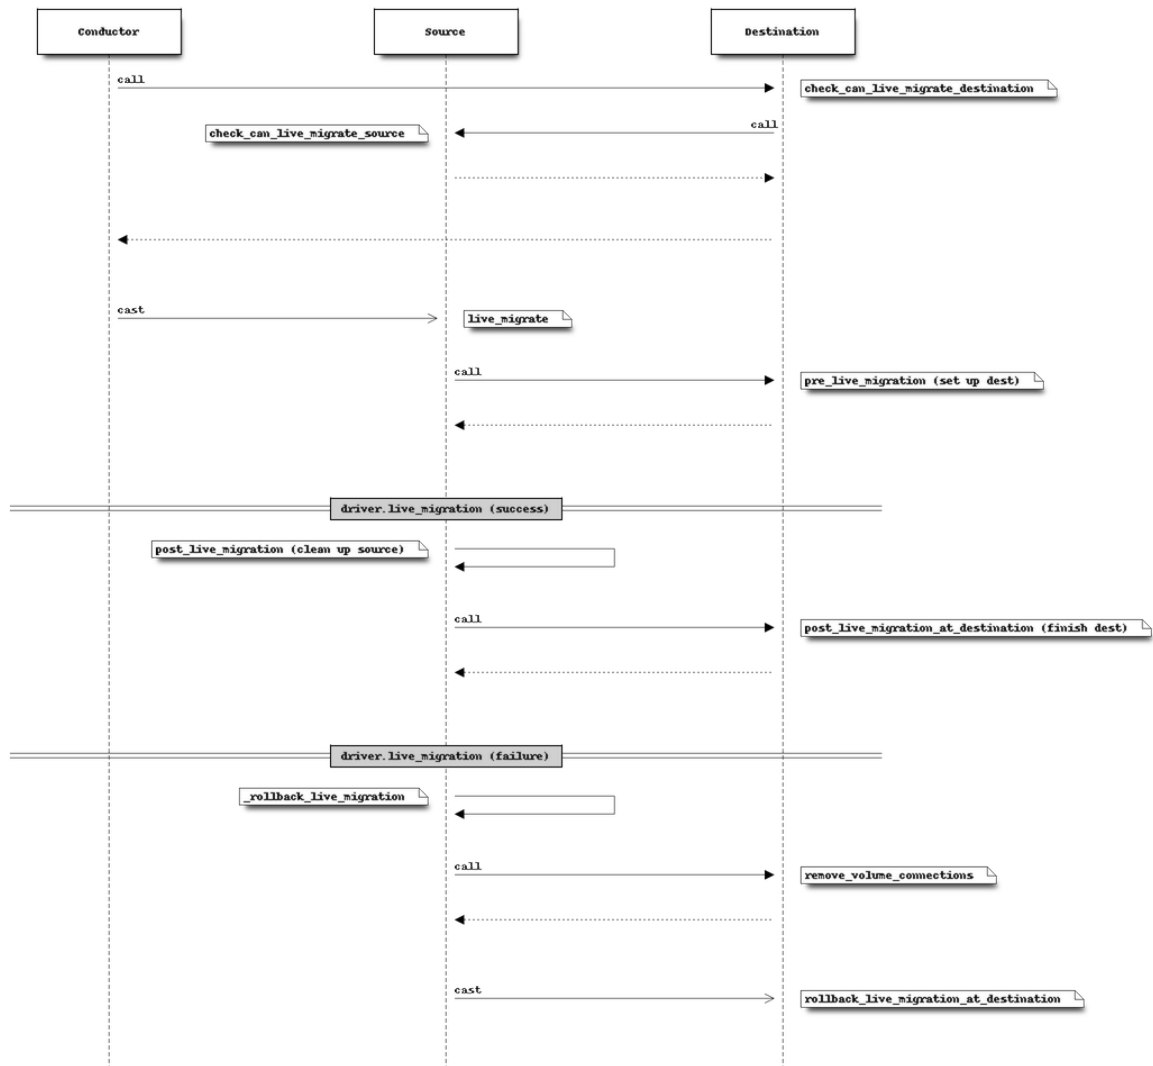 Conductor
Source
Destination
call
check_can_live_migrate_destination
call
check_can_live_migrate_source
cast
live_migrate
call
pre_live_migration (set up dest)
driver.live_migration (success)
post_live_migration (clean up source)
call
post_live_migration_at_destination (finish dest)
driver.live_migration (failure)
_rollback_live_migration
call
remove_volume_connections
cast
rollback_live_migration_at_destination